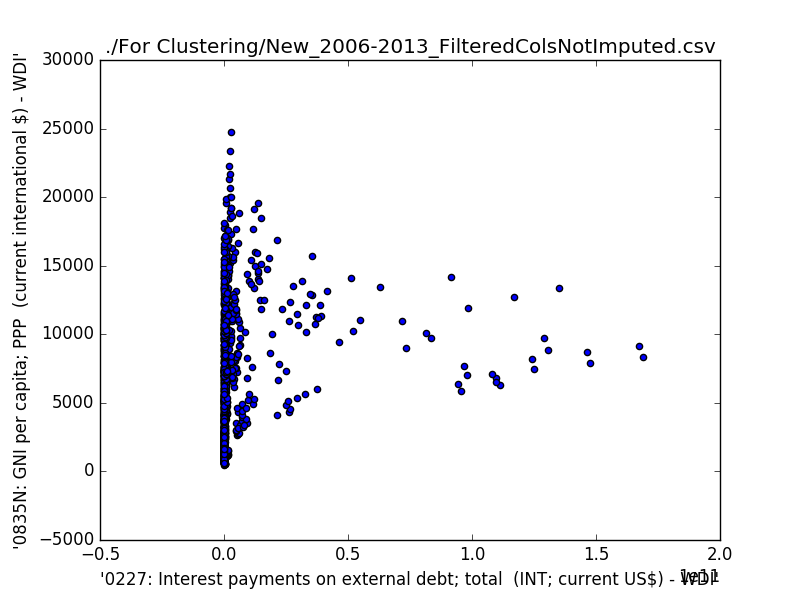 ./For Clustering/New_2006-2013_FilteredColsNotImputed.csv
30000
25000
20000
15000
10000
5000
0
−5000
'0835N: GNI per capita; PPP (current international $) - WDI'
−0.5 0.0 0.5 1.0 1.5 2.0
1e11
'0227: Interest payments on external debt; total (INT; current US$) - WDI'